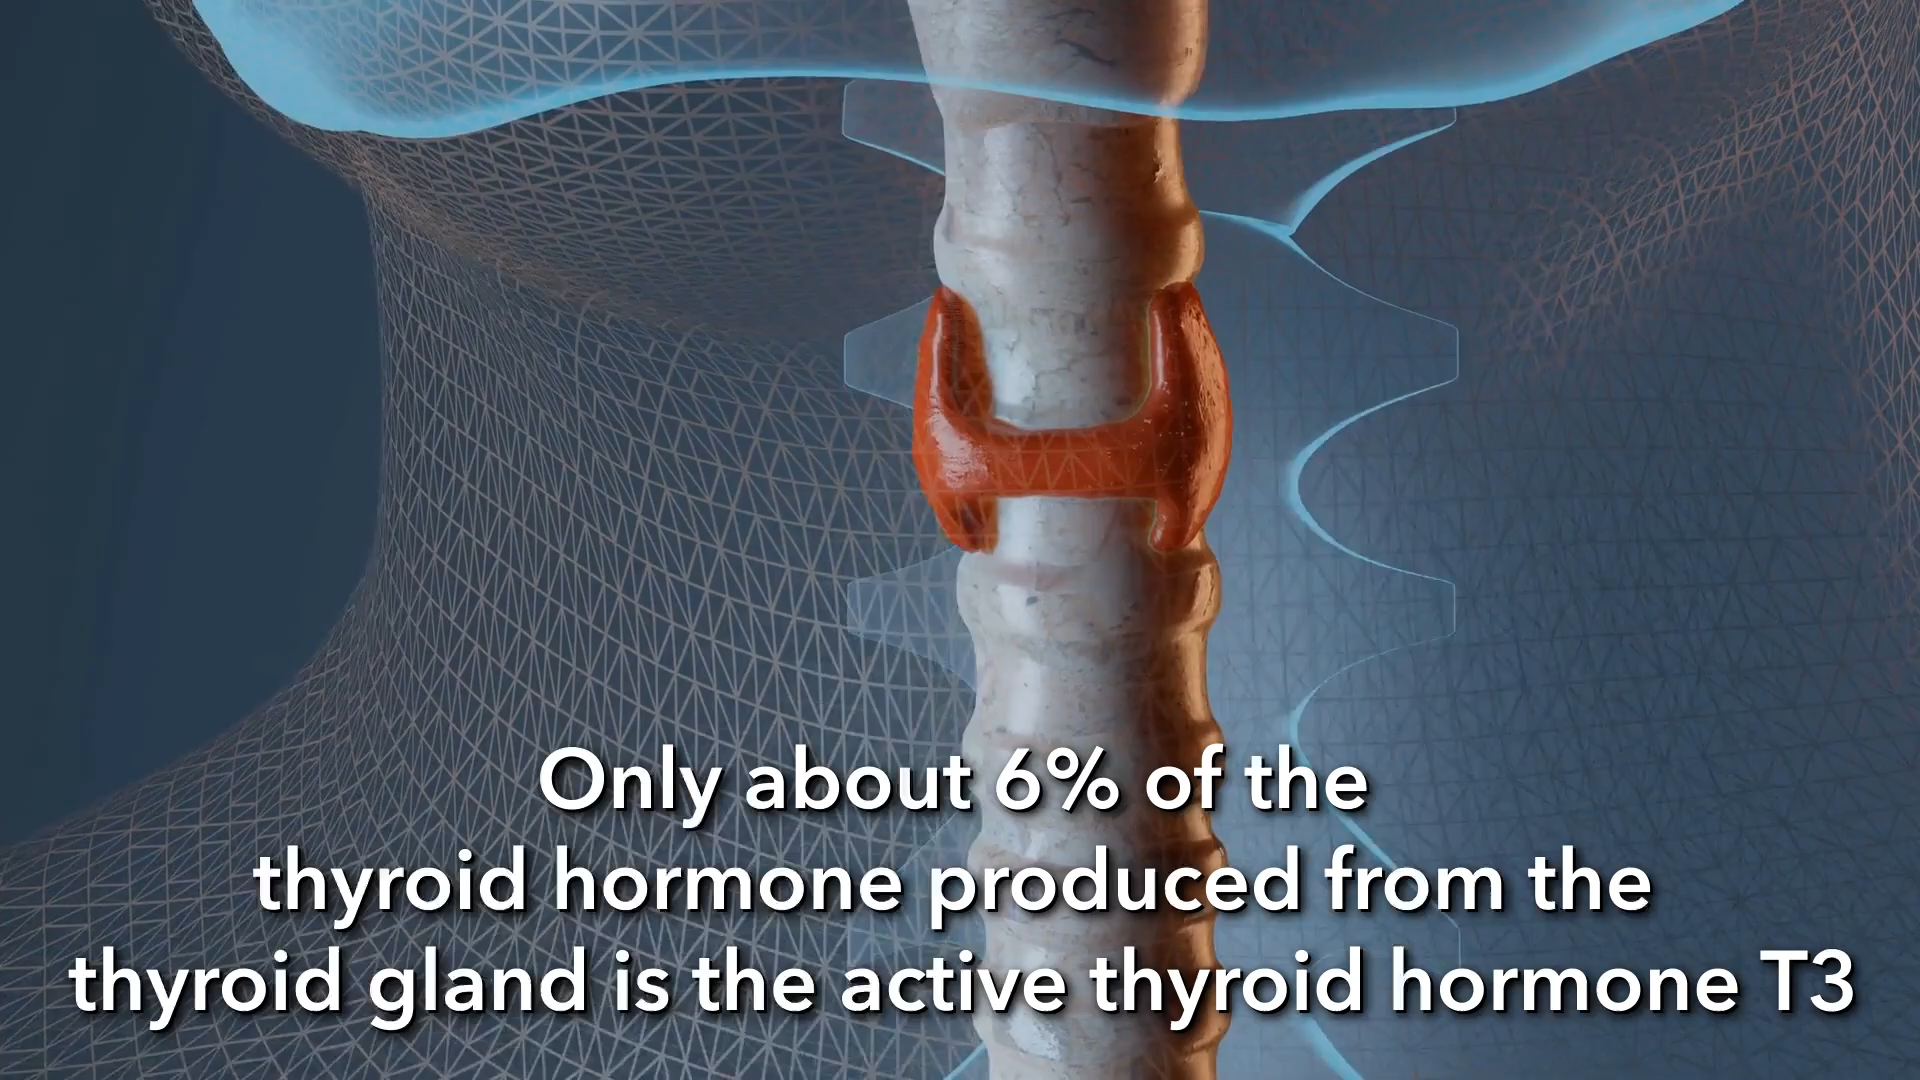 Only about 6% of the
thyroid hormone produced from the
thyroid gland is the active thyroid hormone T3